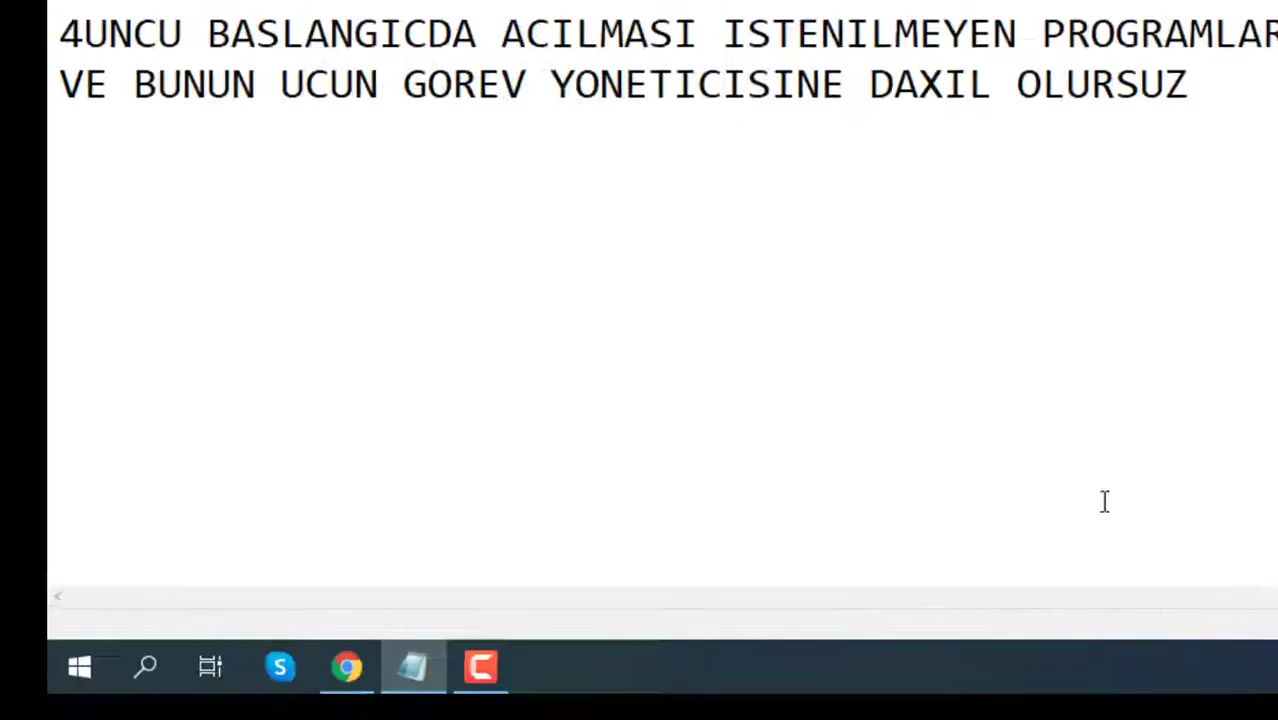 4UNCU BASLANGICDA ACILMASI ISTENILMEYEN PROGRAMLAR
VE BUNUN UCUN GOREV YONETICISINE DAXIL OLURSUZ